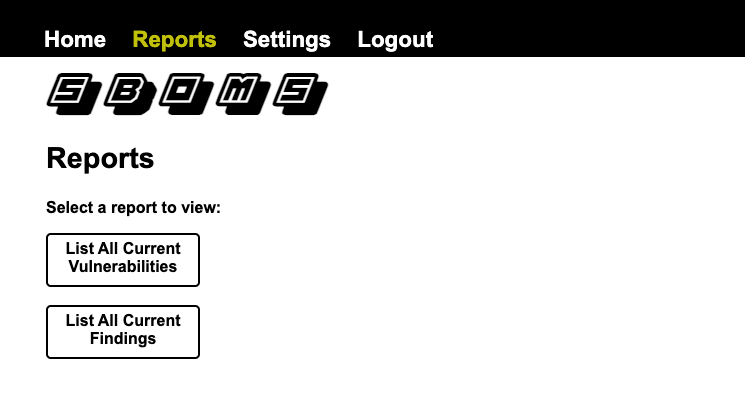 Home Reports Settings Logout
SBOMS
Reports
Select a report to view:
List All Current
Vulnerabilities
List All Current
Findings